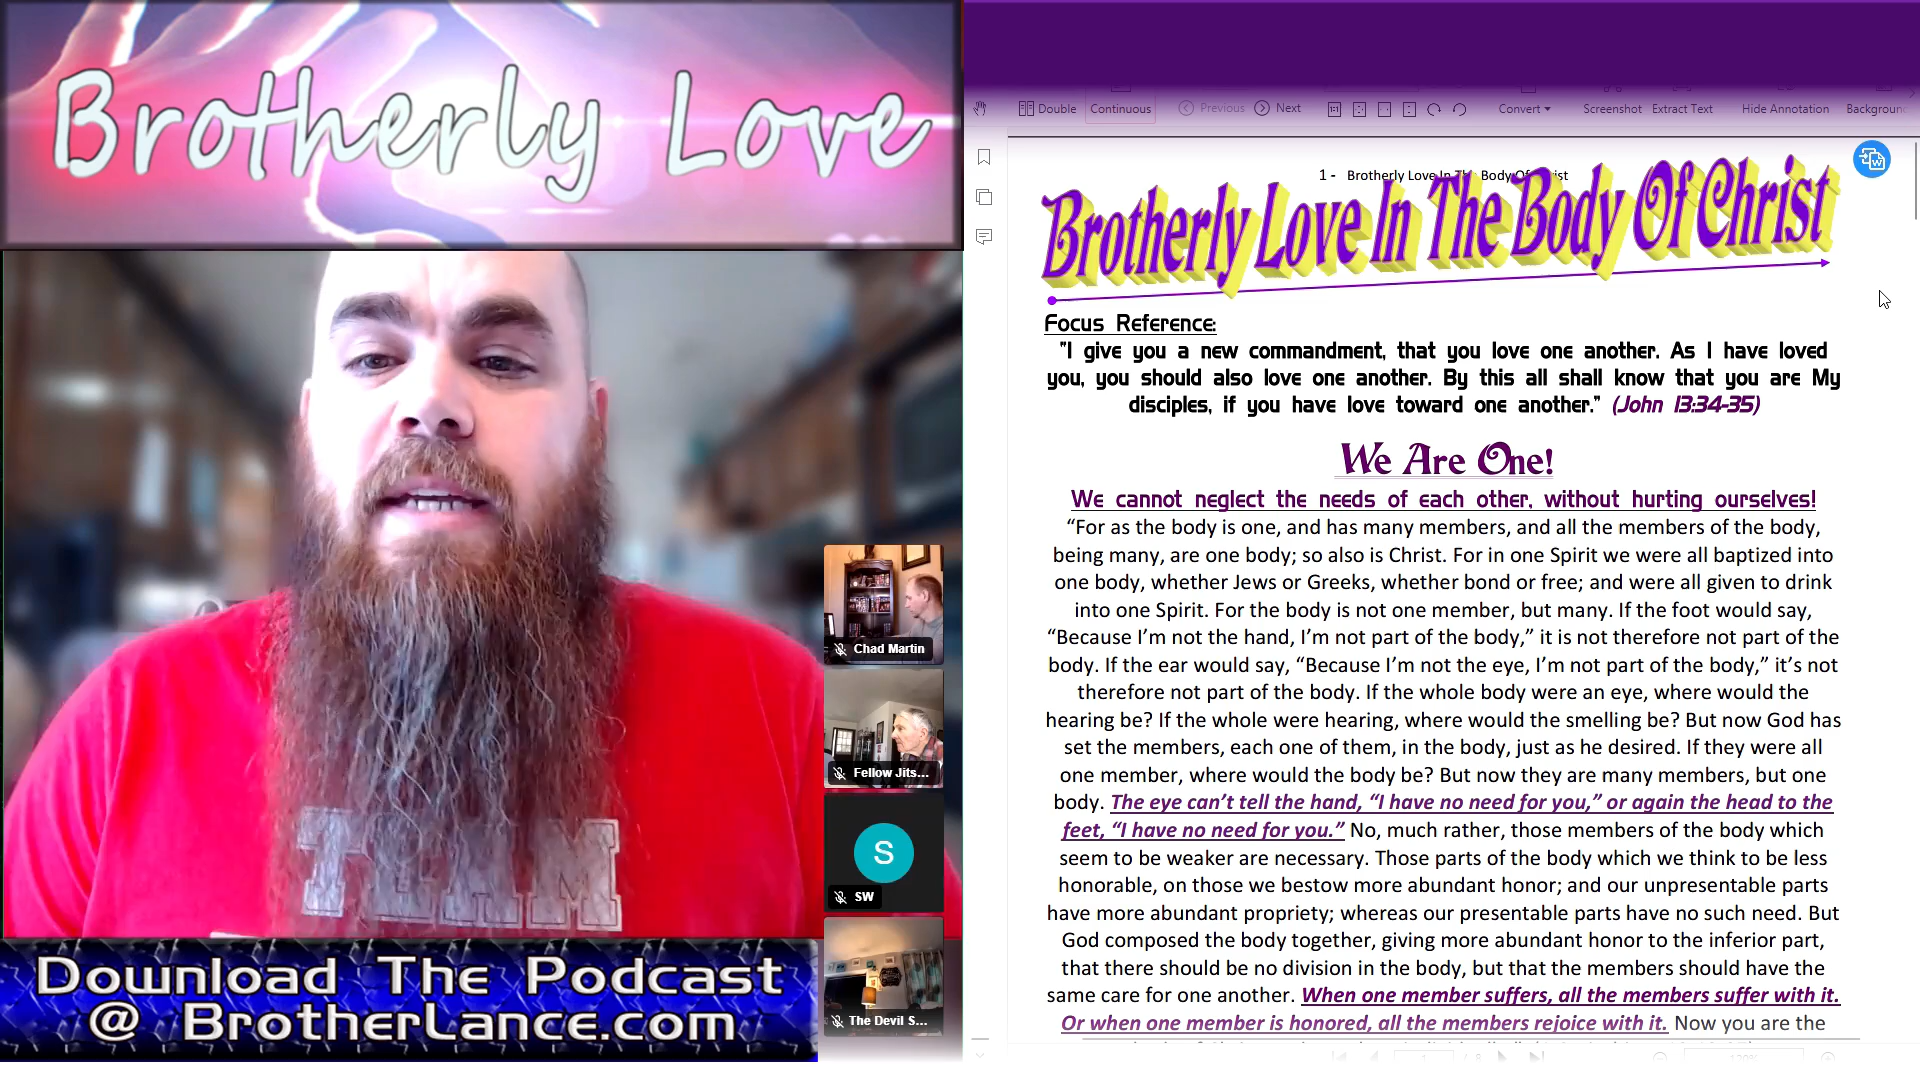 Brotherly Love
TEAM
Chad Martin
Fellow Jits...
S
SW
The Devil S...
Download The Podcast
@ BrotherLance.com
Double
Continuous
Previous
Next
Convert
Screenshot
Extract Text
Hide Annotation
1 - Brotherly Love In The Body Of Christ
Brotherly Love In The Body Of Christ
Focus Reference:
"I give you a new commandment, that you love one another. As I have loved
you, you should also love one another. By this all shall know that you are My
disciples, if you have love toward one another." (John 13:34-35)
We Are One!
We cannot neglect the needs of each other, without hurting ourselves!
“For as the body is one, and has many members, and all the members of the body,
being many, are one body; so also is Christ. For in one Spirit we were all baptized into
one body, whether Jews or Greeks, whether bond or free; and were all given to drink
into one Spirit. For the body is not one member, but many. If the foot would say,
“Because I’m not the hand, I’m not part of the body,” it is not therefore not part of the
body. If the ear would say, “Because I’m not the eye, I’m not part of the body,” it’s not
therefore not part of the body. If the whole body were an eye, where would the
hearing be? If the whole were hearing, where would the smelling be? But now God has
set the members, each one of them, in the body, just as he desired. If they were all
one member, where would the body be? But now they are many members, but one
body. The eye can’t tell the hand, “I have no need for you,” or again the head to the
feet, “I have no need for you.” No, much rather, those members of the body which
seem to be weaker are necessary. Those parts of the body which we think to be less
honorable, on those we bestow more abundant honor; and our unpresentable parts
have more abundant propriety; whereas our presentable parts have no such need. But
God composed the body together, giving more abundant honor to the inferior part,
that there should be no division in the body, but that the members should have the
same care for one another. When one member suffers, all the members suffer with it.
Or when one member is honored, all the members rejoice with it. Now you are the